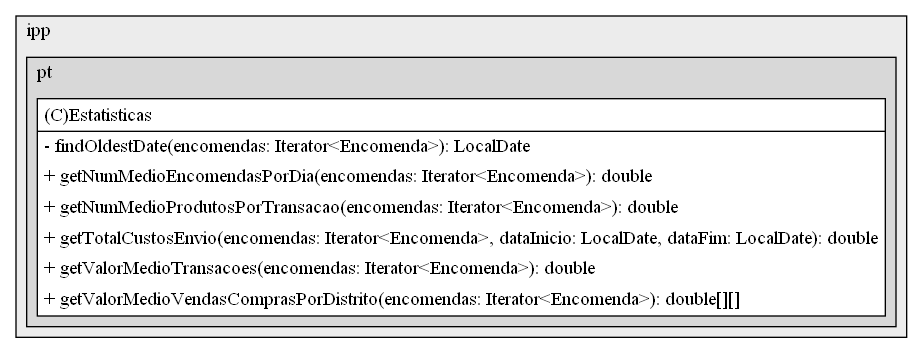 ipp
pt
(C)Estatisticas
- findOldestDate(encomendas: Iterator<Encomenda>): LocalDate
+ getNumMedioEncomendasPorDia(encomendas: Iterator<Encomenda>): double
+ getNumMedioProdutosPorTransacao(encomendas: Iterator<Encomenda>): double
+ getTotalCustosEnvio(encomendas: Iterator<Encomenda>, dataInicio: LocalDate, dataFim: LocalDate): double
+ getValorMedioTransacoes(encomendas: Iterator<Encomenda>): double
+ getValorMedioVendasComprasPorDistrito(encomendas: Iterator<Encomenda>): double[][]